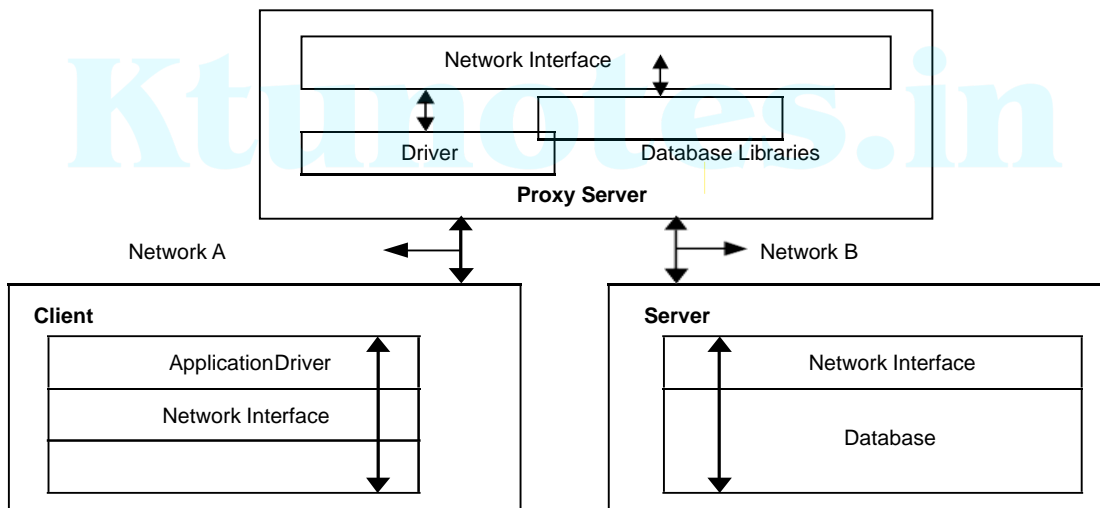 Ktunotes.in
Network Interface
Driver
Database Libraries
Proxy Server
Network A
Network B
Client
ApplicationDriver
Network Interface
Server
Network Interface
Database